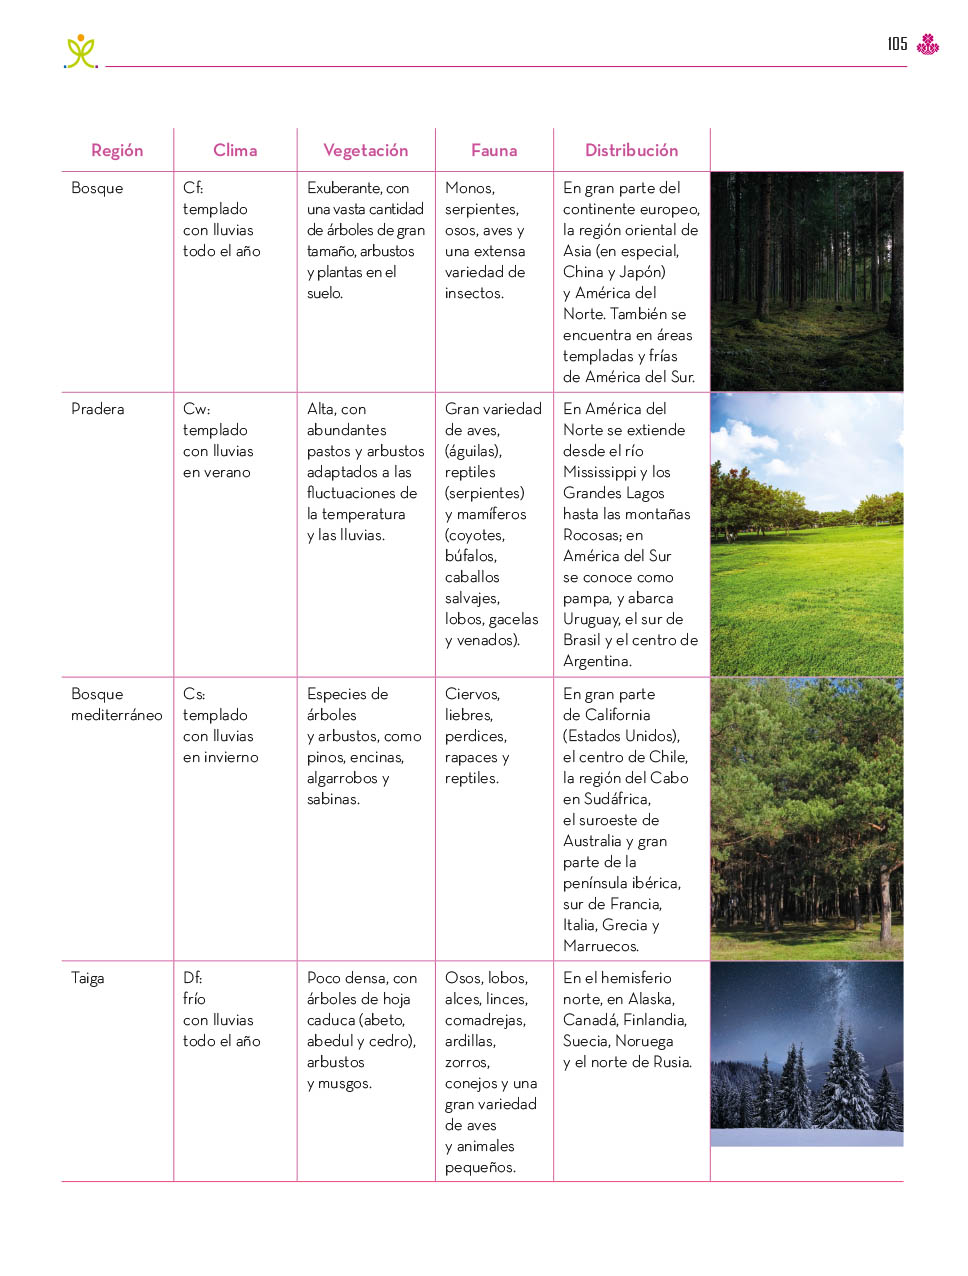 105
Región
Clima
Vegetación
Fauna
Distribución
Bosque
Cf:
templado
con lluvias
todo el año
Exuberante, con
una vasta cantidad
de árboles de gran
tamaño, arbustos
y plantas en el
suelo.
Monos,
serpientes,
osos, aves y
una extensa
variedad de
insectos.
En gran parte del
continente europeo,
la región oriental de
Asia (en especial,
China y Japón)
y América del
Norte. También se
encuentra en áreas
templadas y frías
de América del Sur.
Pradera
Cw:
templado
con lluvias
en verano
Alta, con
abundantes
pastos y arbustos
adaptados a las
fluctuaciones de
la temperatura
y las lluvias.
Gran variedad
de aves,
(águilas),
reptiles
(serpientes)
y mamíferos
(coyotes,
búfalos,
caballos
salvajes,
lobos, gacelas
y venados).
En América del
Norte se extiende
desde el río
Mississippi y los
Grandes Lagos
hasta las montañas
Rocosas; en
América del Sur
se conoce como
pampa, y abarca
Uruguay, el sur de
Brasil y el centro de
Argentina.
Bosque
mediterráneo
Cs:
templado
con lluvias
en invierno
Especies de
árboles
y arbustos, como
pinos, encinas,
algarrobos y
sabinas.
Ciervos,
liebres,
perdices,
rapaces y
reptiles.
En gran parte
de California
(Estados Unidos),
el centro de Chile,
la región del Cabo
en Sudáfrica,
el suroeste de
Australia y gran
parte de la
península ibérica,
sur de Francia,
Italia, Grecia y
Marruecos.
Taiga
Df:
frío
con lluvias
todo el año
Poco densa, con
árboles de hoja
caduca (abeto,
abedul y cedro),
arbustos
y musgos.
Osos, lobos,
alces, linces,
comadrejas,
ardillas,
zorros,
conejos y una
gran variedad
de aves
y animales
pequeños.
En el hemisferio
norte, en Alaska,
Canadá, Finlandia,
Suecia, Noruega
y el norte de Rusia.